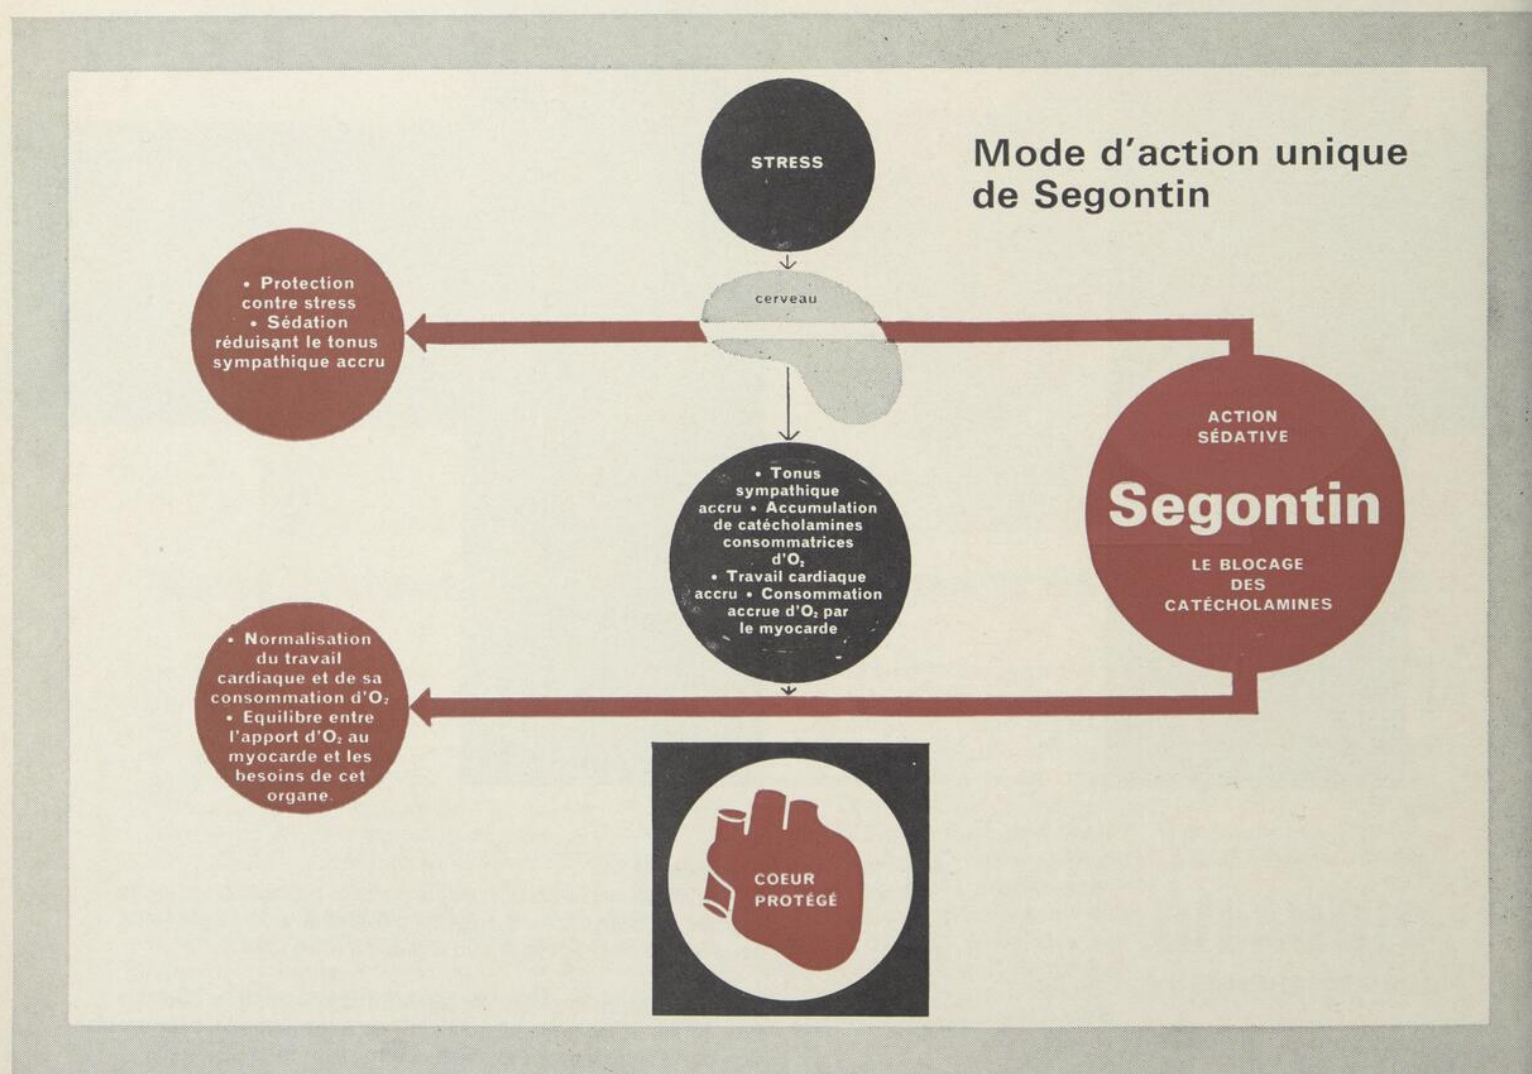 Mode d'action unique
de Segontin
STRESS
cerveau
• Protection
contre stress
• Sédation
réduisant le tonus
sympathique accru
ACTION
SÉDATIVE
Segontin
LE BLOCAGE
DES
CATÉCHOLAMINES
• Tonus
sympathique
accru • Accumulation
de catécholamines
consommatrices
d'O₂
• Travail cardiaque
accru • Consommation
accrue d'O₂ par
le myocarde
• Normalisation
du travail
cardiaque et de sa
consommation d'O₂
• Equilibre entre
l'apport d'O₂ au
myocarde et les
besoins de cet
organe.
COEUR
PROTÉGÉ